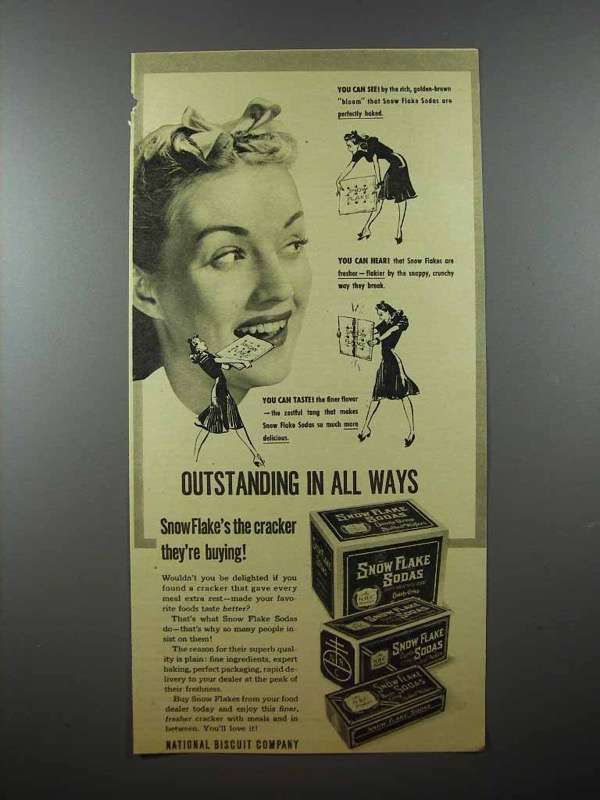 YOU CAN SEE! by the rich, golden-brown
"bloom" that Snow Flake Sodas are
perfectly baked.
YOU CAN HEAR! that Snow Flakes are
fresher—flakier by the snappy, crunchy
way they break.
YOU CAN TASTE! the finer flavor
—the zestful tang that makes
Snow Flake Sodas so much more
delicious.
OUTSTANDING IN ALL WAYS
SnowFlake's the cracker
they're buying!
Wouldn't you be delighted if you
found a cracker that gave every
meal extra zest—made your favo-
rite foods taste better?
That's what Snow Flake Sodas
do—that's why so many people in-
sist on them!
The reason for their superb qual-
ity is plain: fine ingredients, expert
baking, perfect packaging, rapid de-
livery to your dealer at the peak of
their freshness.
Buy Snow Flakes from your food
dealer today and enjoy this finer,
fresher cracker with meals and in
between. You'll love it!
NATIONAL BISCUIT COMPANY
SNOW FLAKE
SODAS
SNOW FLAKE
SODAS
SNOW FLAKE
SODAS
SNOW FLAKE
SODAS
SNOW FLAKE SODAS